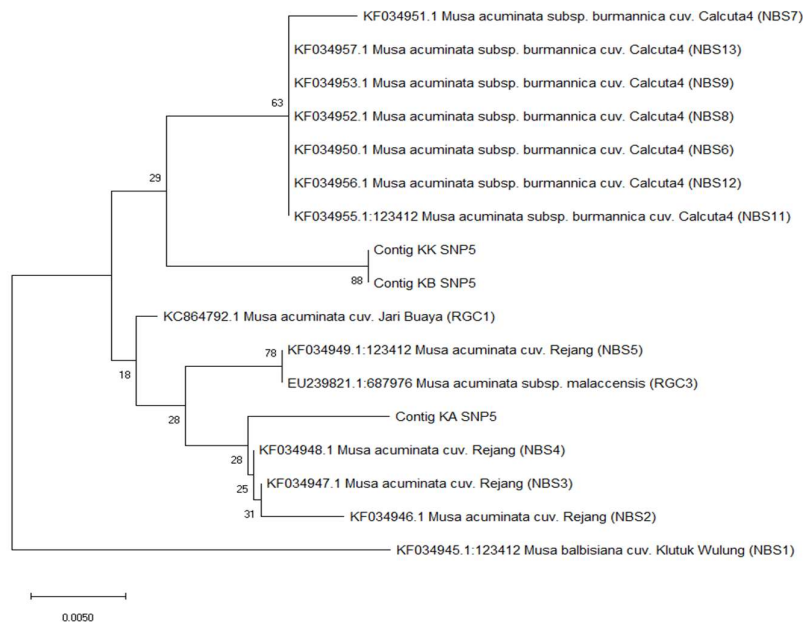 KF034951.1 Musa acuminata subsp. burmannica cuv. Calcuta4 (NBS7)
KF034957.1 Musa acuminata subsp. burmannica cuv. Calcuta4 (NBS13)
KF034953.1 Musa acuminata subsp. burmannica cuv. Calcuta4 (NBS9)
63
KF034952.1 Musa acuminata subsp. burmannica cuv. Calcuta4 (NBS8)
KF034950.1 Musa acuminata subsp. burmannica cuv. Calcuta4 (NBS6)
29
KF034956.1 Musa acuminata subsp. burmannica cuv. Calcuta4 (NBS12)
KF034955.1:123412 Musa acuminata subsp. burmannica cuv. Calcuta4 (NBS11)
Contig KK SNP5
88
Contig KB SNP5
KC864792.1 Musa acuminata cuv. Jari Buaya (RGC1)
78
KF034949.1:123412 Musa acuminata cuv. Rejang (NBS5)
18
EU239821.1:687976 Musa acuminata subsp. malaccensis (RGC3)
28
Contig KA SNP5
28
KF034948.1 Musa acuminata cuv. Rejang (NBS4)
25
KF034947.1 Musa acuminata cuv. Rejang (NBS3)
31
KF034946.1 Musa acuminata cuv. Rejang (NBS2)
KF034945.1:123412 Musa balbisiana cuv. Klutuk Wulung (NBS1)
0.0050